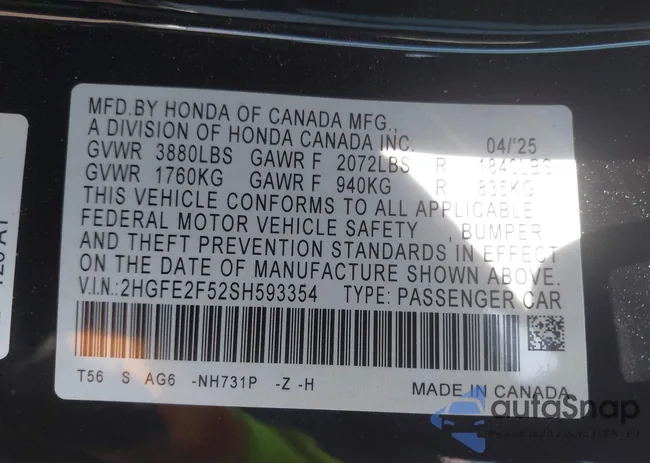 MFD.BY HONDA OF CANADA MFG.,
A DIVISION OF HONDA CANADA INC. 04/'25
GVWR 3880LBS GAWR F 2072LBS R 1840LBS
GVWR 1760KG GAWR F 940KG R 835KG
THIS VEHICLE CONFORMS TO ALL APPLICABLE
FEDERAL MOTOR VEHICLE SAFETY , BUMPER
AND THEFT PREVENTION STANDARDS IN EFFECT
ON THE DATE OF MANUFACTURE SHOWN ABOVE.
V.I.N.:2HGFE2F52SH593354 TYPE: PASSENGER CAR
T56 S AG6 -NH731P -Z -H MADE IN CANADA
autoSnap